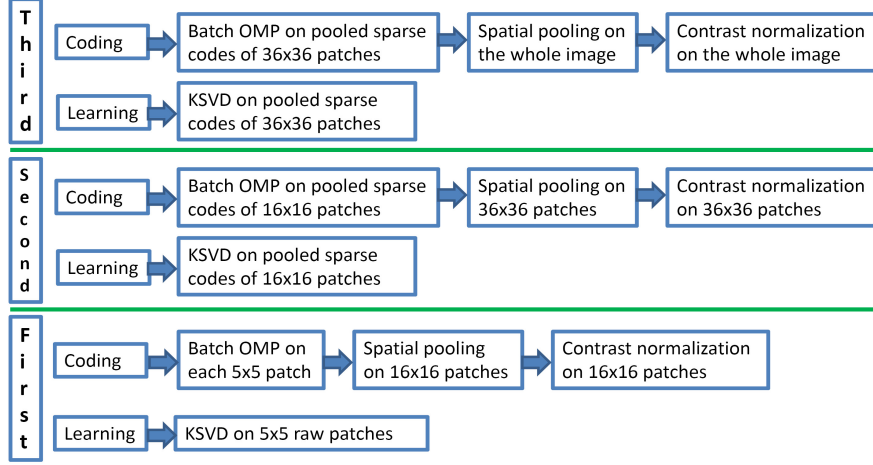 Third
Coding
Batch OMP on pooled sparse
codes of 36x36 patches
Spatial pooling on
the whole image
Contrast normalization
on the whole image
Learning
KSVD on pooled sparse
codes of 36x36 patches
Second
Coding
Batch OMP on pooled sparse
codes of 16x16 patches
Spatial pooling on
36x36 patches
Contrast normalization
on 36x36 patches
Learning
KSVD on pooled sparse
codes of 16x16 patches
First
Coding
Batch OMP on
each 5x5 patch
Spatial pooling
on 16x16 patches
Contrast normalization
on 16x16 patches
Learning
KSVD on 5x5 raw patches